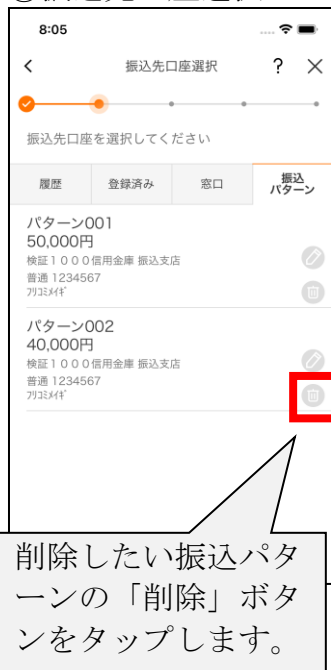 8:05
振込先口座選択
?
振込先口座を選択してください
履歴
登録済み
窓口
振込
パターン
パターン001
50,000円
検証1000信用金庫 振込支店
普通 1234567
フリコミメイギ
パターン002
40,000円
検証1000信用金庫 振込支店
普通 1234567
フリコミメイギ
削除したい振込パタ
ーンの「削除」ボタ
ンをタップします。